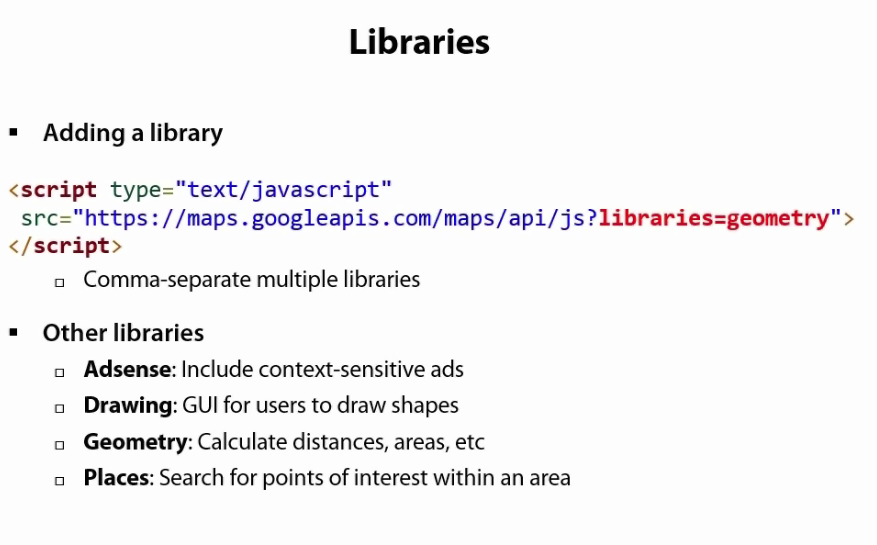 Libraries
▪ Adding a library
<script type="text/javascript"
src="https://maps.googleapis.com/maps/api/js?libraries=geometry">
</script>
▫ Comma-separate multiple libraries
▪ Other libraries
▫ Adsense: Include context-sensitive ads
▫ Drawing: GUI for users to draw shapes
▫ Geometry: Calculate distances, areas, etc
▫ Places: Search for points of interest within an area